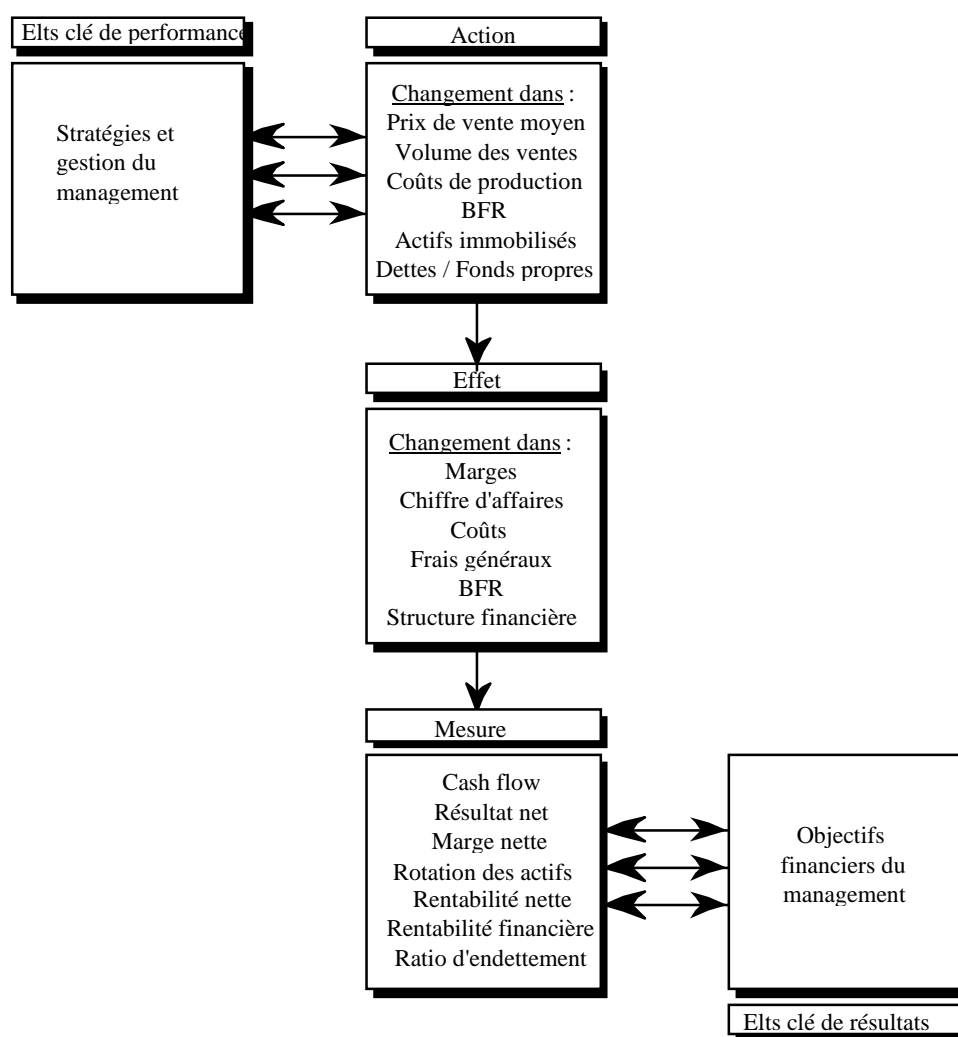 Elts clé de performance
Stratégies et
gestion du
management
Action
Changement dans :
Prix de vente moyen
Volume des ventes
Coûts de production
BFR
Actifs immobilisés
Dettes / Fonds propres
Effet
Changement dans :
Marges
Chiffre d'affaires
Coûts
Frais généraux
BFR
Structure financière
Mesure
Cash flow
Résultat net
Marge nette
Rotation des actifs
Rentabilité nette
Rentabilité financière
Ratio d'endettement
Objectifs
financiers du
management
Elts clé de résultats